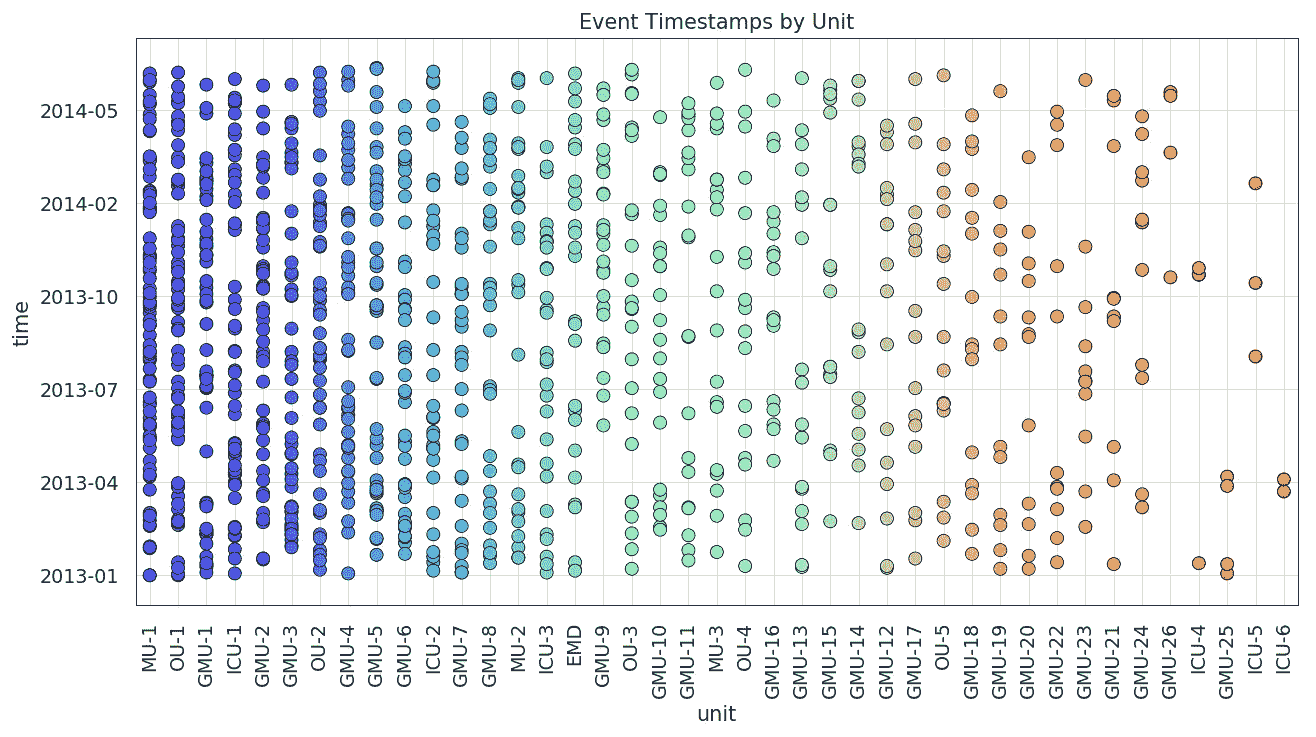 Event Timestamps by Unit
time
2014-05
2014-02
2013-10
2013-07
2013-04
2013-01
MU-1
OU-1
GMU-1
ICU-1
GMU-2
GMU-3
OU-2
GMU-4
GMU-5
GMU-6
ICU-2
GMU-7
GMU-8
MU-2
ICU-3
EMD
GMU-9
OU-3
GMU-10
GMU-11
MU-3
OU-4
GMU-16
GMU-13
GMU-15
GMU-14
GMU-12
GMU-17
OU-5
GMU-18
GMU-19
GMU-20
GMU-22
GMU-23
GMU-21
GMU-24
GMU-26
ICU-4
GMU-25
ICU-5
ICU-6
unit